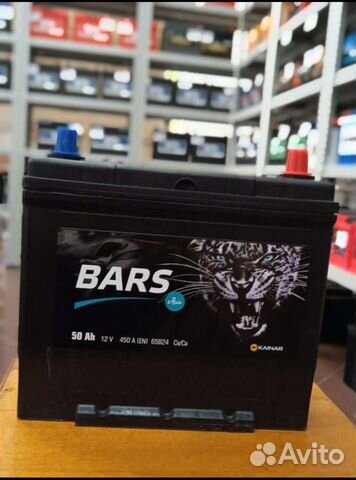 BARS
Asia
50 Ah 12 V 450 A (EN) 65B24 Ca/Ca
KAINAR
Avito